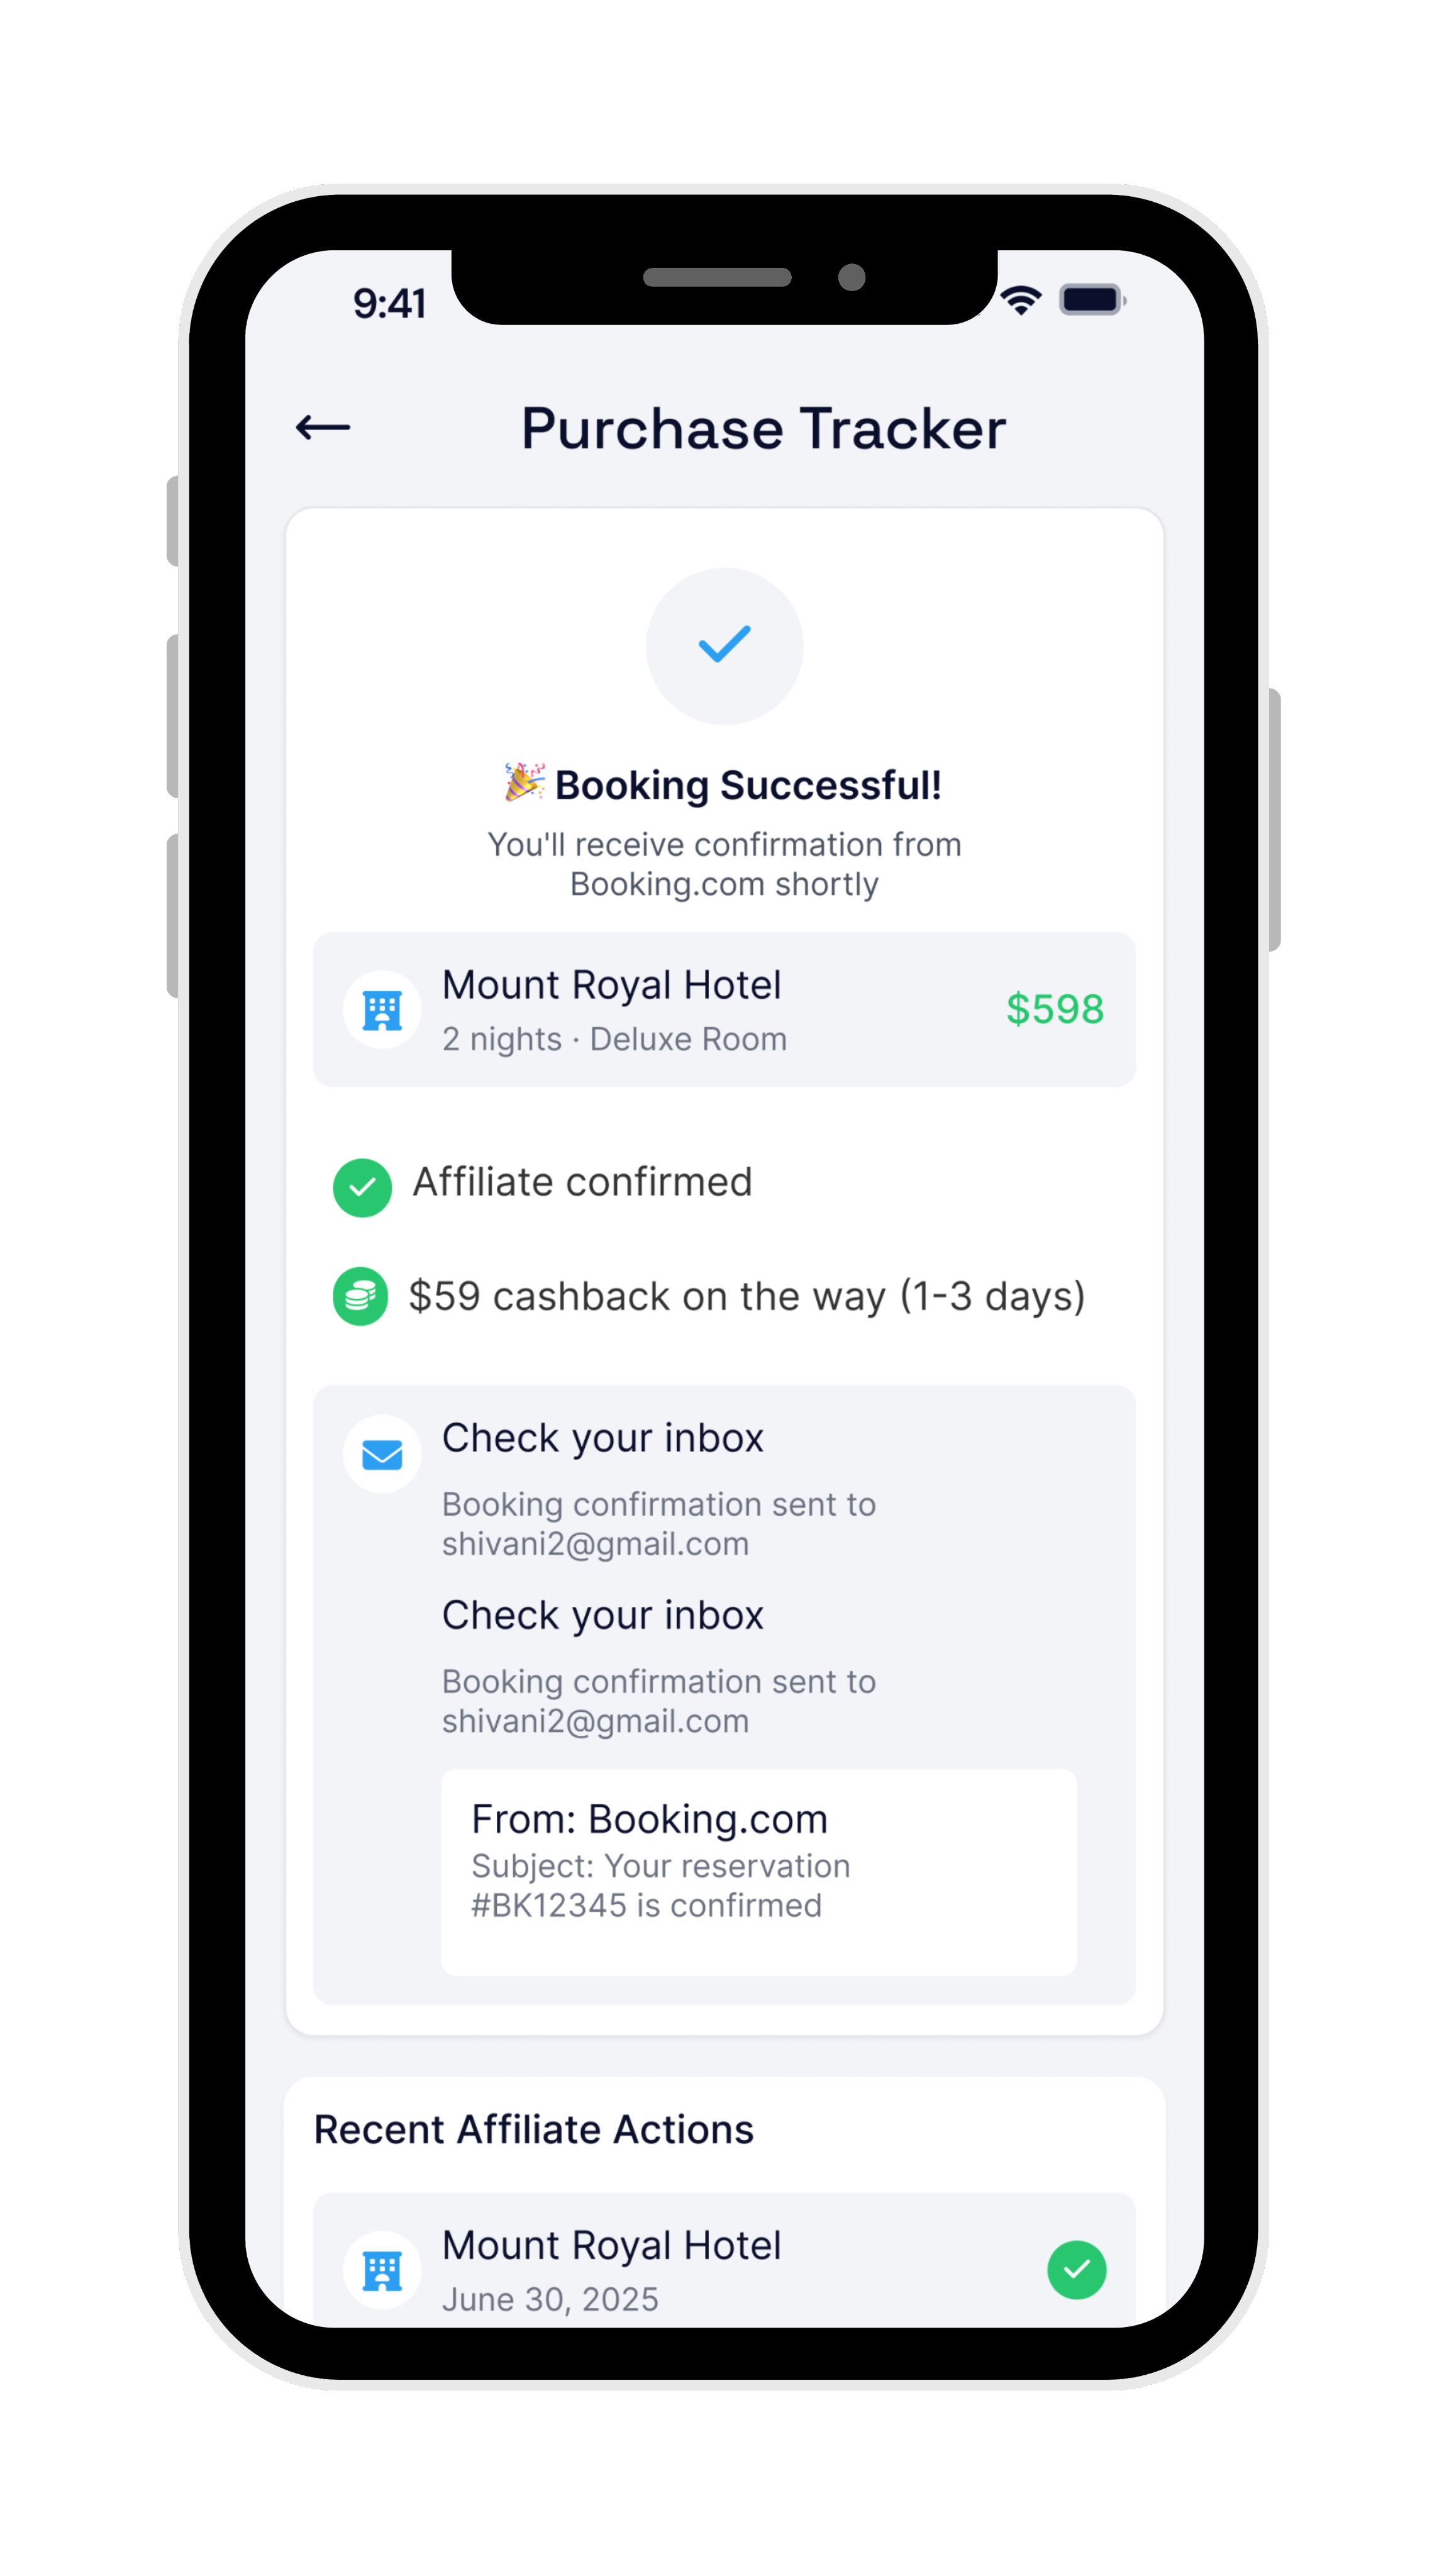 9:41
Purchase Tracker
🎉 Booking Successful!
You'll receive confirmation from
Booking.com shortly
Mount Royal Hotel
$598
2 nights · Deluxe Room
Affiliate confirmed
$59 cashback on the way (1-3 days)
Check your inbox
Booking confirmation sent to
shivani2@gmail.com
Check your inbox
Booking confirmation sent to
shivani2@gmail.com
From: Booking.com
Subject: Your reservation
#BK12345 is confirmed
Recent Affiliate Actions
Mount Royal Hotel
June 30, 2025